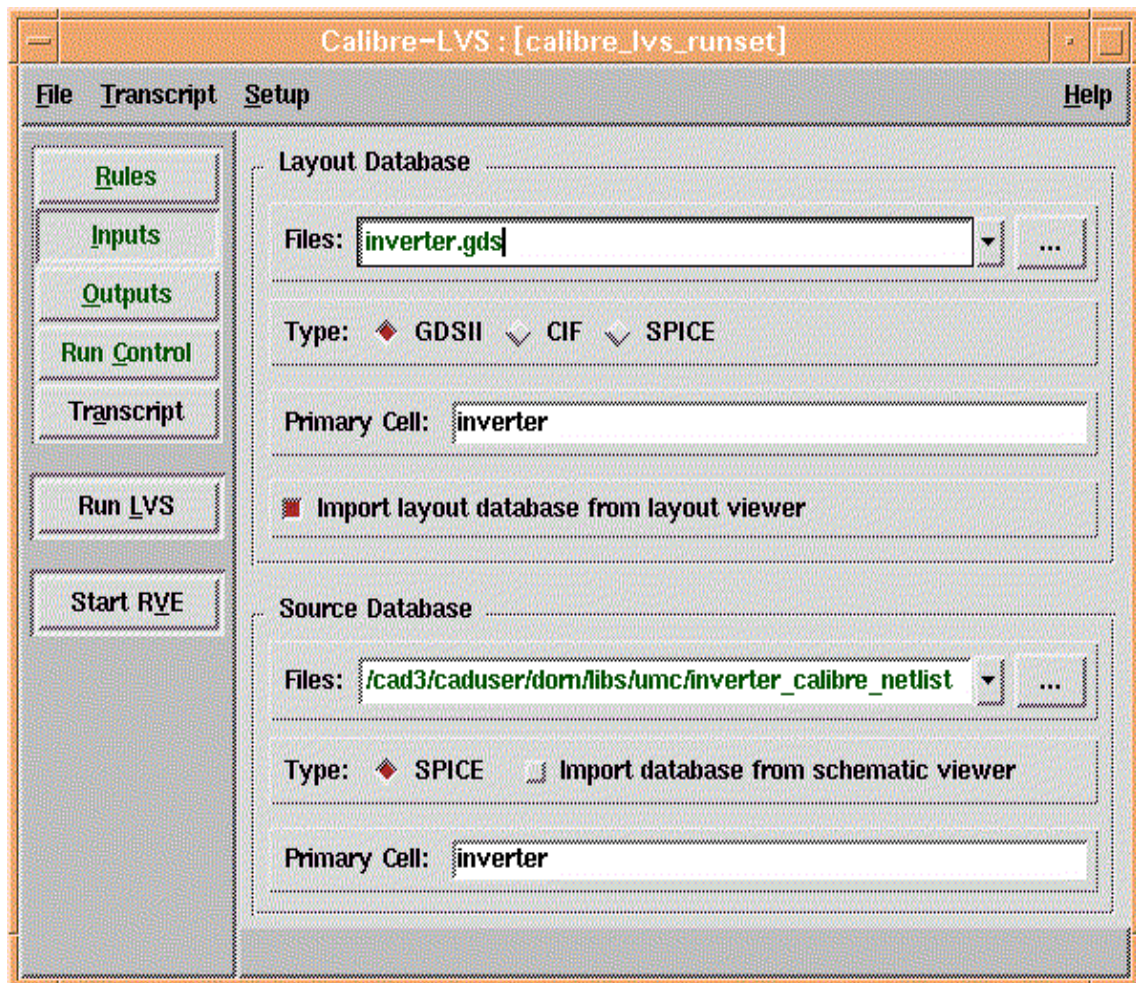 Calibre-LVS : [calibre_lvs_runset]
File Transcript Setup Help
Rules
Inputs
Outputs
Run Control
Transcript
Run LVS
Start RVE
Layout Database
Files: inverter.gds ...
Type: GDSII CIF SPICE
Primary Cell: inverter
Import layout database from layout viewer
Source Database
Files: /cad3/caduser/dorn/libs/umc/inverter_calibre_netlist ...
Type: SPICE Import database from schematic viewer
Primary Cell: inverter